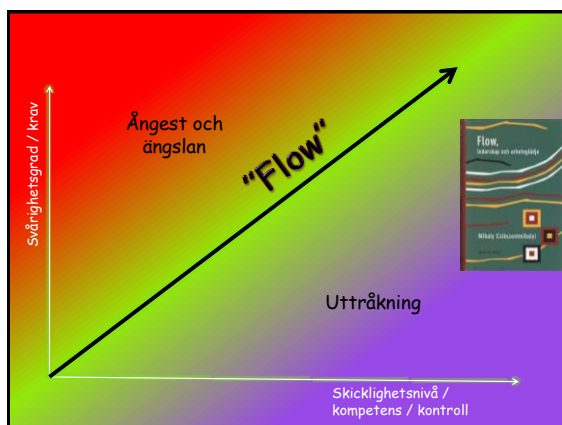 Svårighetsgrad / krav
Ångest och
ängslan
"Flow"
Flow,
ledarskap och arbetsglädje
Mihaly Csikszentmihalyi
Uttråkning
Skicklighetsnivå /
kompetens / kontroll